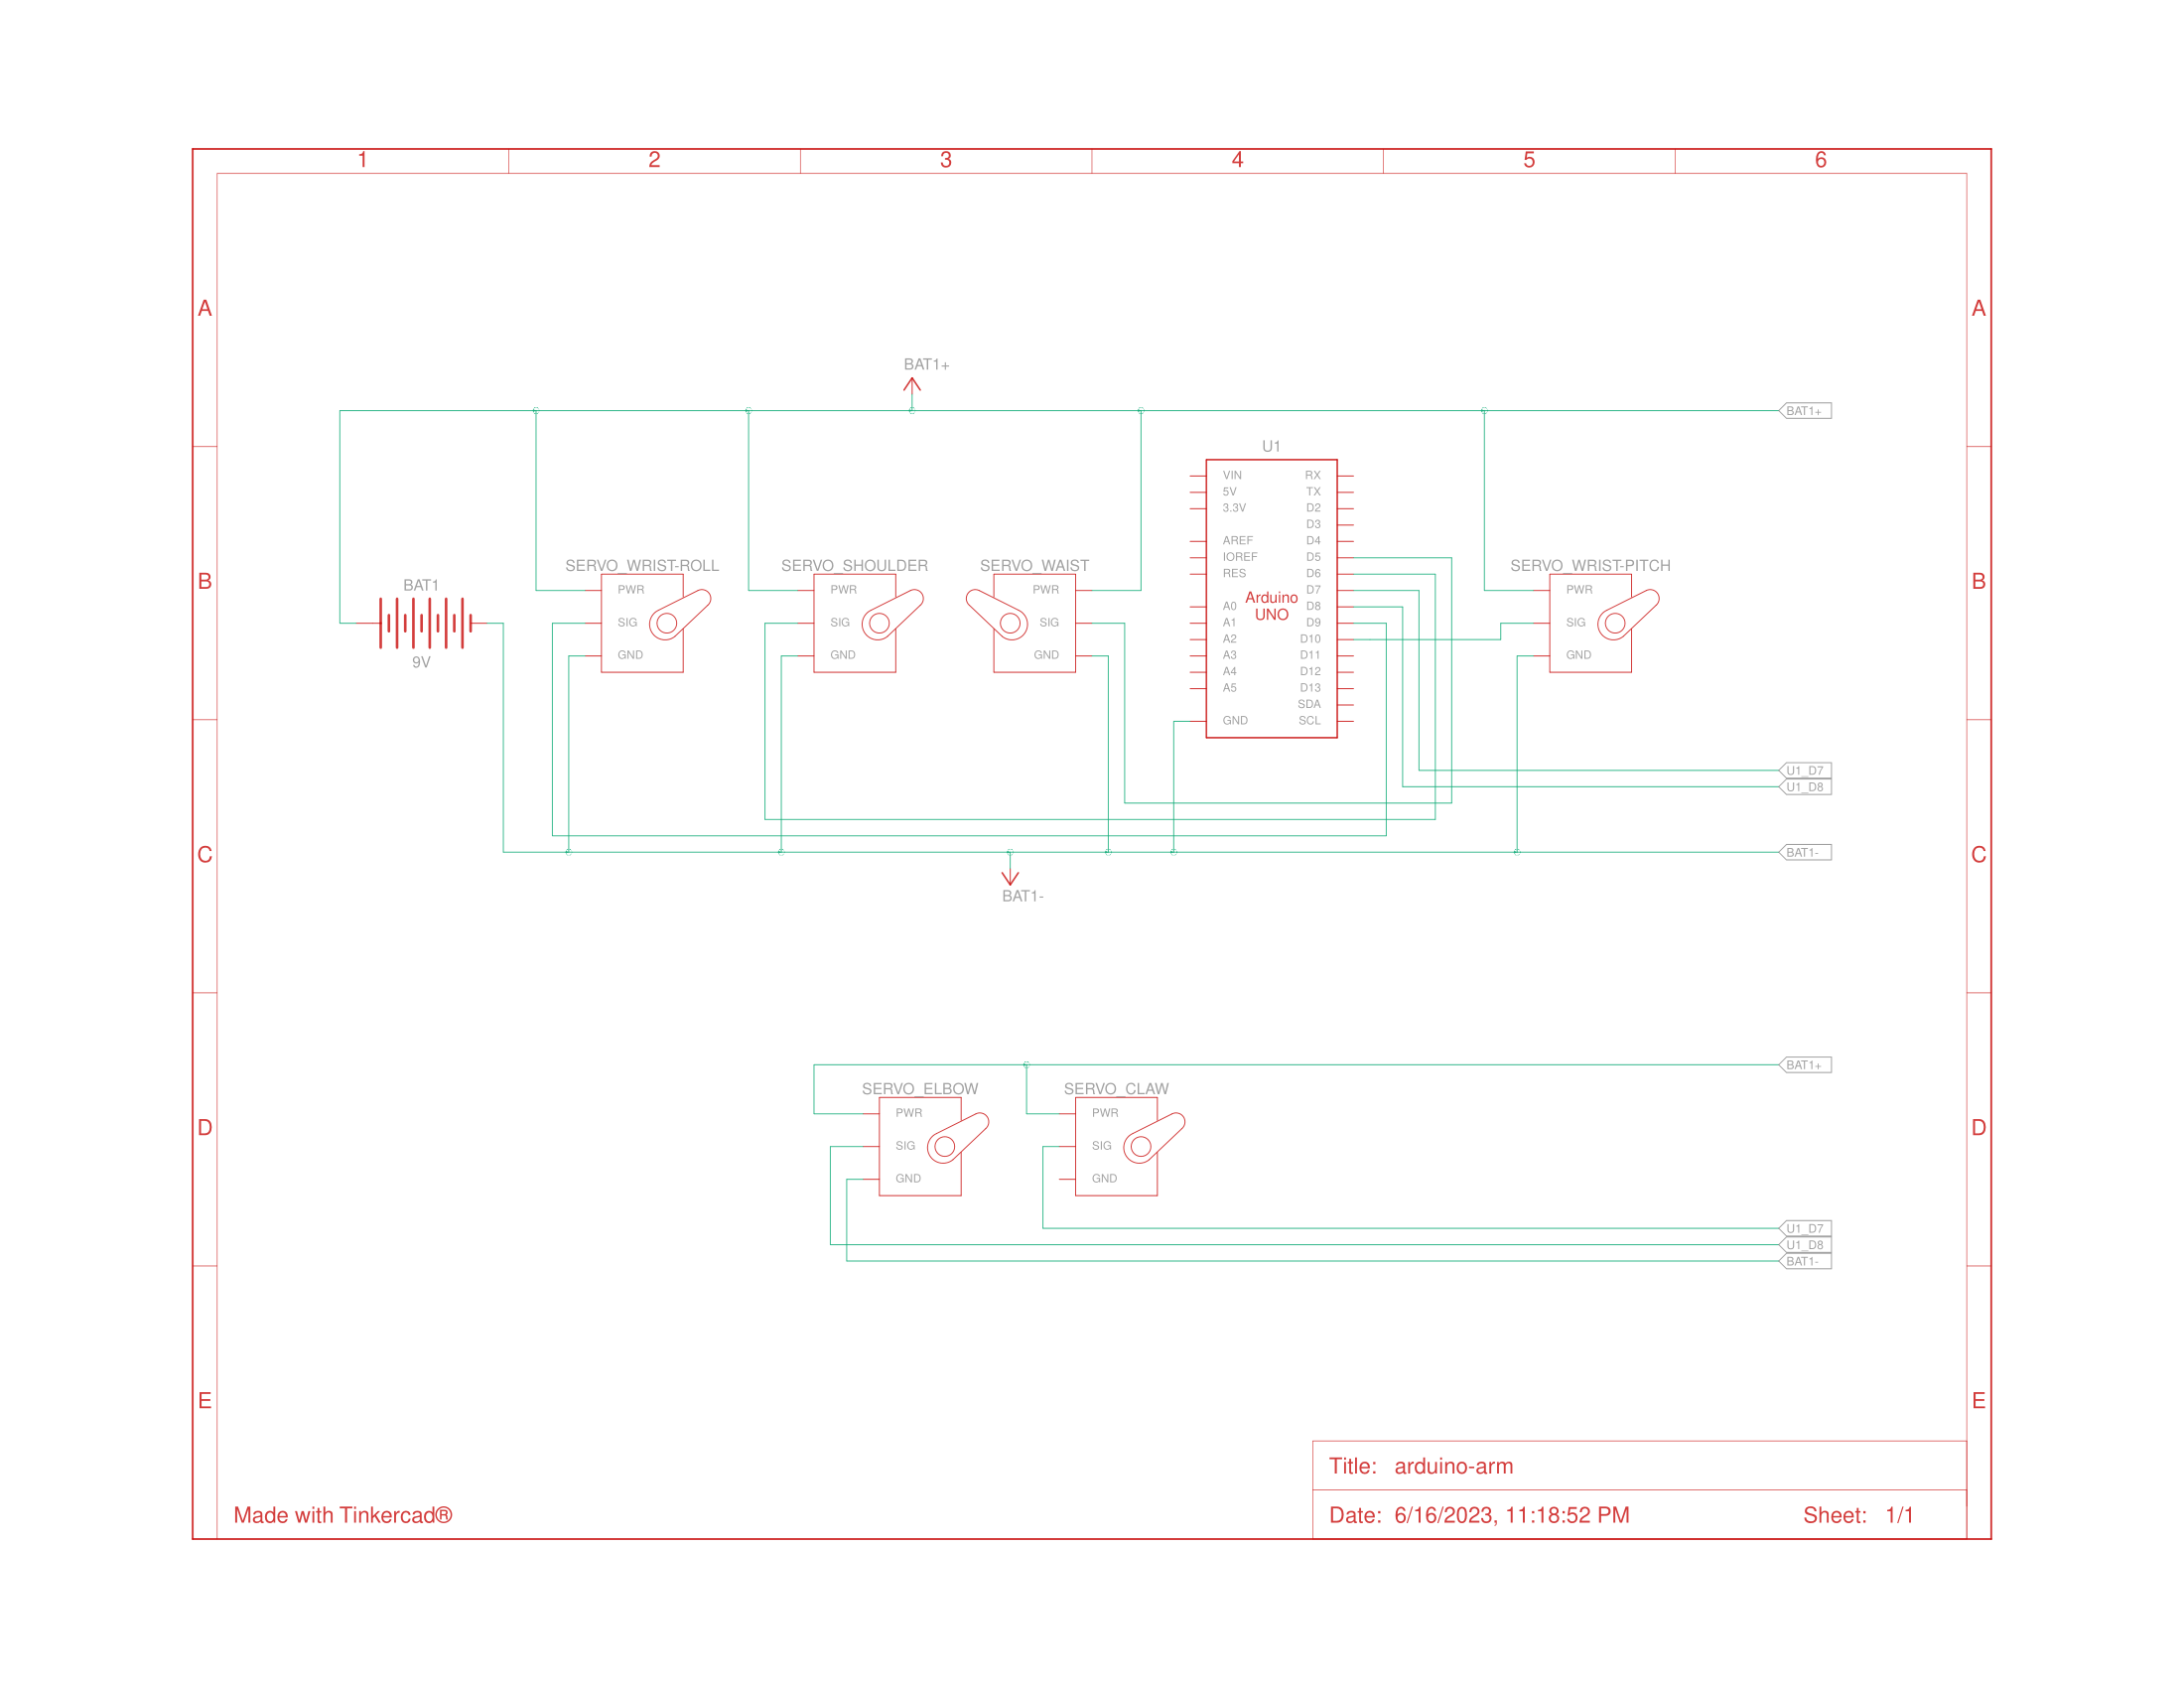 1 2 3 4 5 6
A A
BAT1+
BAT1+
U1
VIN RX
5V TX
3.3V D2
D3
AREF D4
IOREF D5
RES D6
D7
A0 D8
A1 D9
A2 D10
A3 D11
A4 D12
A5 D13
SDA
GND SCL
Arduino
UNO
B B
BAT1
9V
SERVO_WRIST-ROLL
PWR
SIG
GND
SERVO_SHOULDER
PWR
SIG
GND
SERVO_WAIST
PWR
SIG
GND
SERVO_WRIST-PITCH
PWR
SIG
GND
U1_D7
U1_D8
C C
BAT1-
BAT1-
BAT1+
D D
SERVO_ELBOW
PWR
SIG
GND
SERVO_CLAW
PWR
SIG
GND
U1_D7
U1_D8
BAT1-
E E
Title: arduino-arm
Made with Tinkercad®
Date: 6/16/2023, 11:18:52 PM Sheet: 1/1